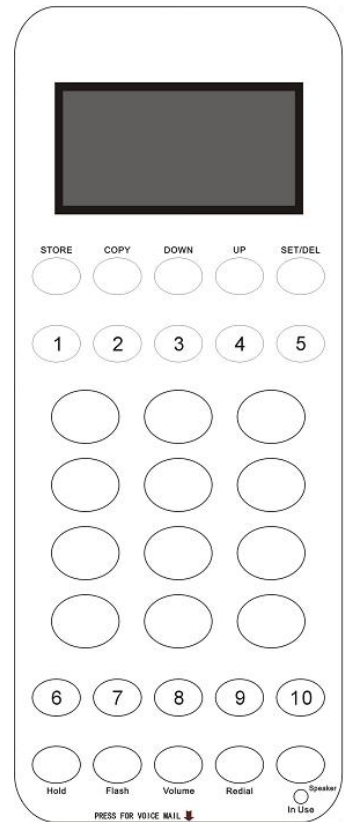 STORE COPY DOWN UP SET/DEL
1 2 3 4 5
6 7 8 9 10
Hold Flash Volume Redial Speaker
In Use
PRESS FOR VOICE MAIL